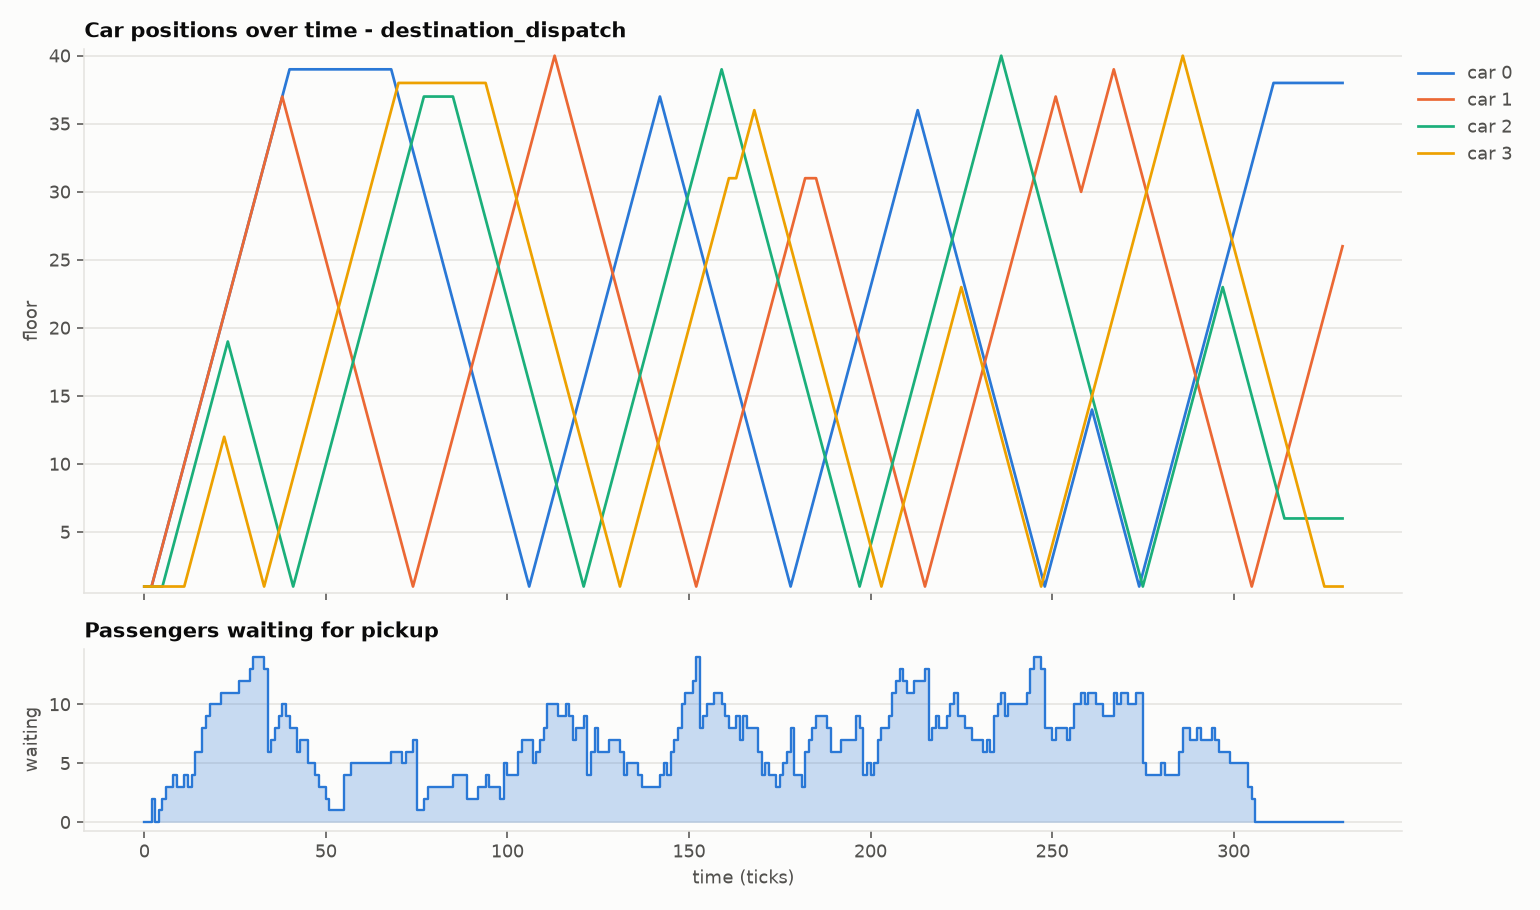 Car positions over time - destination_dispatch
40
35
30
25
20
15
10
5
floor
car 0
car 1
car 2
car 3
Passengers waiting for pickup
10
5
0
waiting
0 50 100 150 200 250 300
time (ticks)